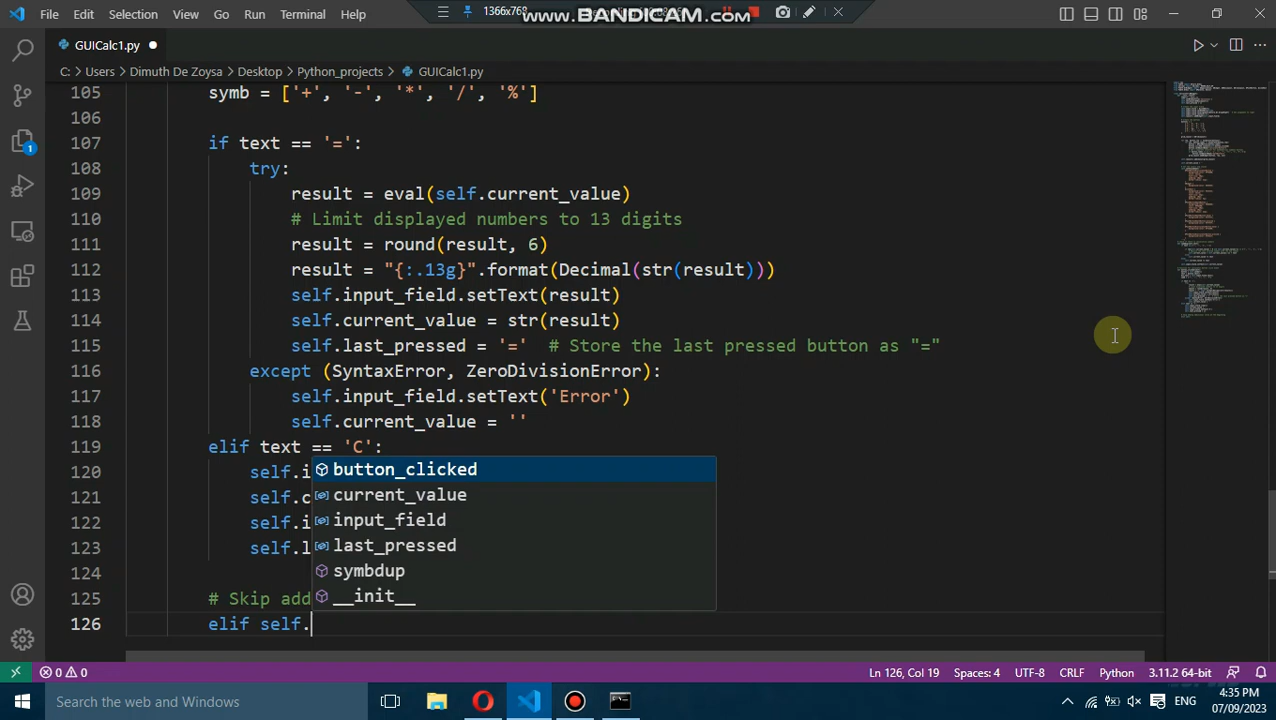 File Edit Selection View Go Run Terminal Help
1366x768
www.BANDICAM.com
GUICalc1.py
C: > Users > Dimuth De Zoysa > Desktop > Python_projects > GUICalc1.py
105 symb = ['+', '-', '*', '/', '%']
106
107 if text == '=':
108 try:
109 result = eval(self.current_value)
110 # Limit displayed numbers to 13 digits
111 result = round(result, 6)
112 result = "{:.13g}".format(Decimal(str(result)))
113 self.input_field.setText(result)
114 self.current_value = str(result)
115 self.last_pressed = '=' # Store the last pressed button as "="
116 except (SyntaxError, ZeroDivisionError):
117 self.input_field.setText('Error')
118 self.current_value = ''
119 elif text == 'C':
120 self.i
button_clicked
121 self.c
current_value
122 self.i
input_field
123 self.l
last_pressed
124
symbdup
125 # Skip add
__init__
126 elif self.
1
0 0
Ln 126, Col 19 Spaces: 4 UTF-8 CRLF Python 3.11.2 64-bit
Search the web and Windows
ENG
4:35 PM
07/09/2023